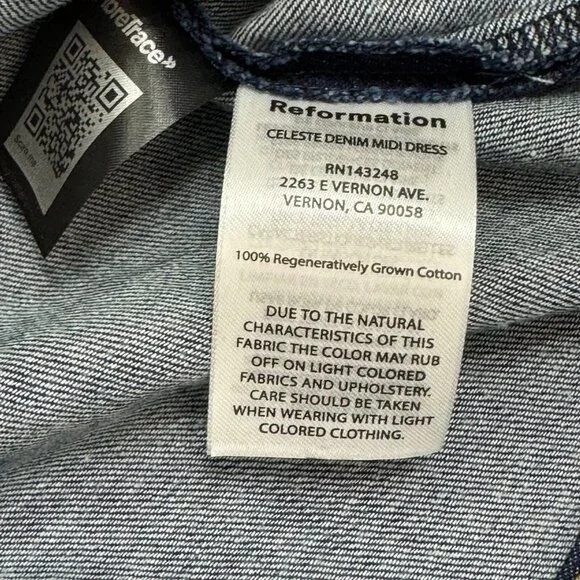 Reformation
CELESTE DENIM MIDI DRESS
RN143248
2263 E VERNON AVE.
VERNON, CA 90058
100% Regeneratively Grown Cotton
DUE TO THE NATURAL
CHARACTERISTICS OF THIS
FABRIC THE COLOR MAY RUB
OFF ON LIGHT COLORED
FABRICS AND UPHOLSTERY.
CARE SHOULD BE TAKEN
WHEN WEARING WITH LIGHT
COLORED CLOTHING.
Scan me